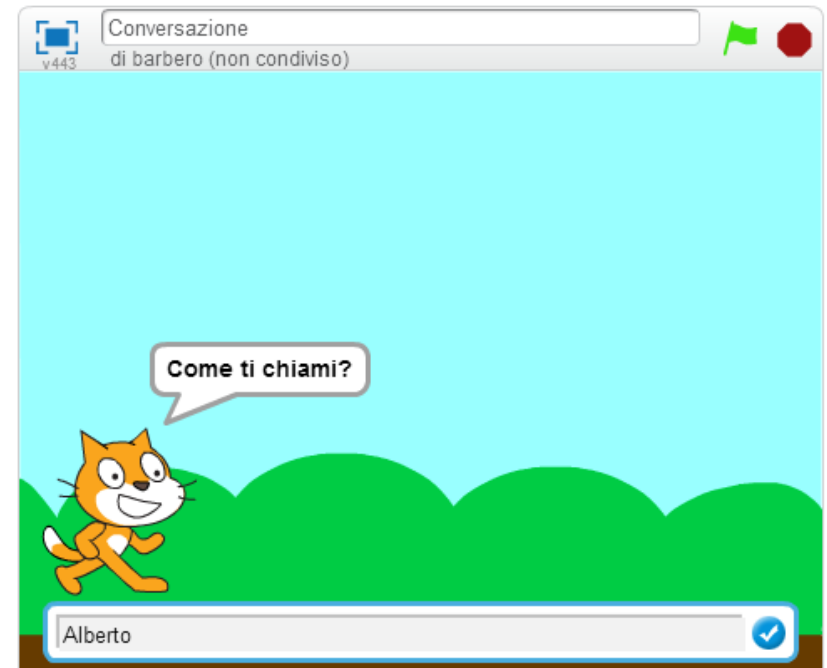 Conversazione
v443
di barbero (non condiviso)
Come ti chiami?
Alberto